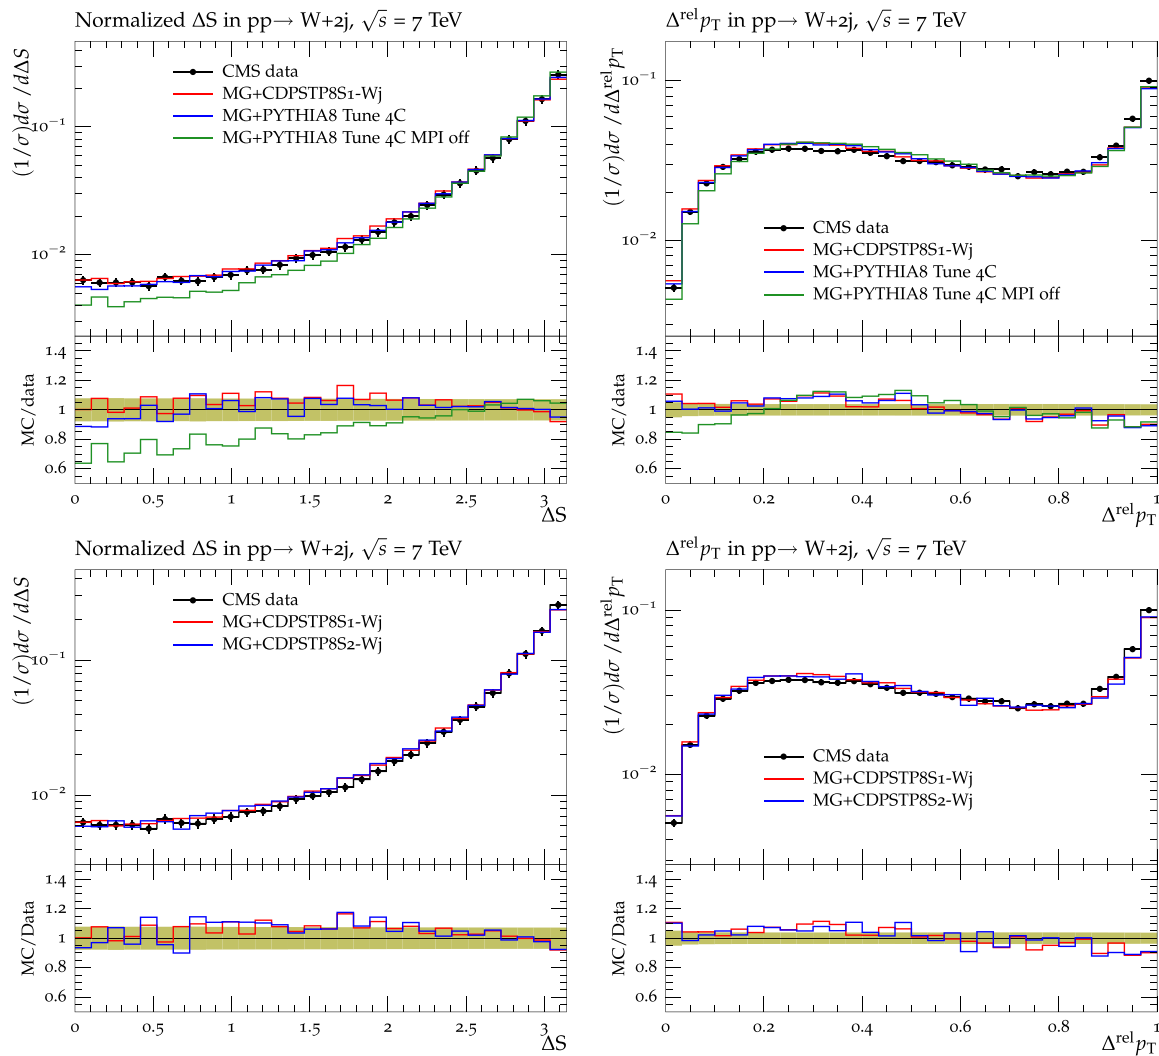 Normalized ΔS in pp→ W+2j, √s = 7 TeV
(1/σ)dσ/dΔS
CMS data
MG+CDPSTP8S1-Wj
MG+PYTHIA8 Tune 4C
MG+PYTHIA8 Tune 4C MPI off
10⁻¹
10⁻²
MC/data
1.4
1.2
1
0.8
0.6
0 0.5 1 1.5 2 2.5 3
ΔS
Δ^rel p_T in pp→ W+2j, √s = 7 TeV
(1/σ)dσ/dΔ^rel p_T
10⁻¹
10⁻²
CMS data
MG+CDPSTP8S1-Wj
MG+PYTHIA8 Tune 4C
MG+PYTHIA8 Tune 4C MPI off
MC/data
1.4
1.2
1
0.8
0.6
0 0.2 0.4 0.6 0.8 1
Δ^rel p_T
Normalized ΔS in pp→ W+2j, √s = 7 TeV
(1/σ)dσ/dΔS
CMS data
MG+CDPSTP8S1-Wj
MG+CDPSTP8S2-Wj
10⁻¹
10⁻²
MC/Data
1.4
1.2
1
0.8
0.6
0 0.5 1 1.5 2 2.5 3
ΔS
Δ^rel p_T in pp→ W+2j, √s = 7 TeV
(1/σ)dσ/dΔ^rel p_T
10⁻¹
10⁻²
CMS data
MG+CDPSTP8S1-Wj
MG+CDPSTP8S2-Wj
MC/Data
1.4
1.2
1
0.8
0.6
0 0.2 0.4 0.6 0.8 1
Δ^rel p_T